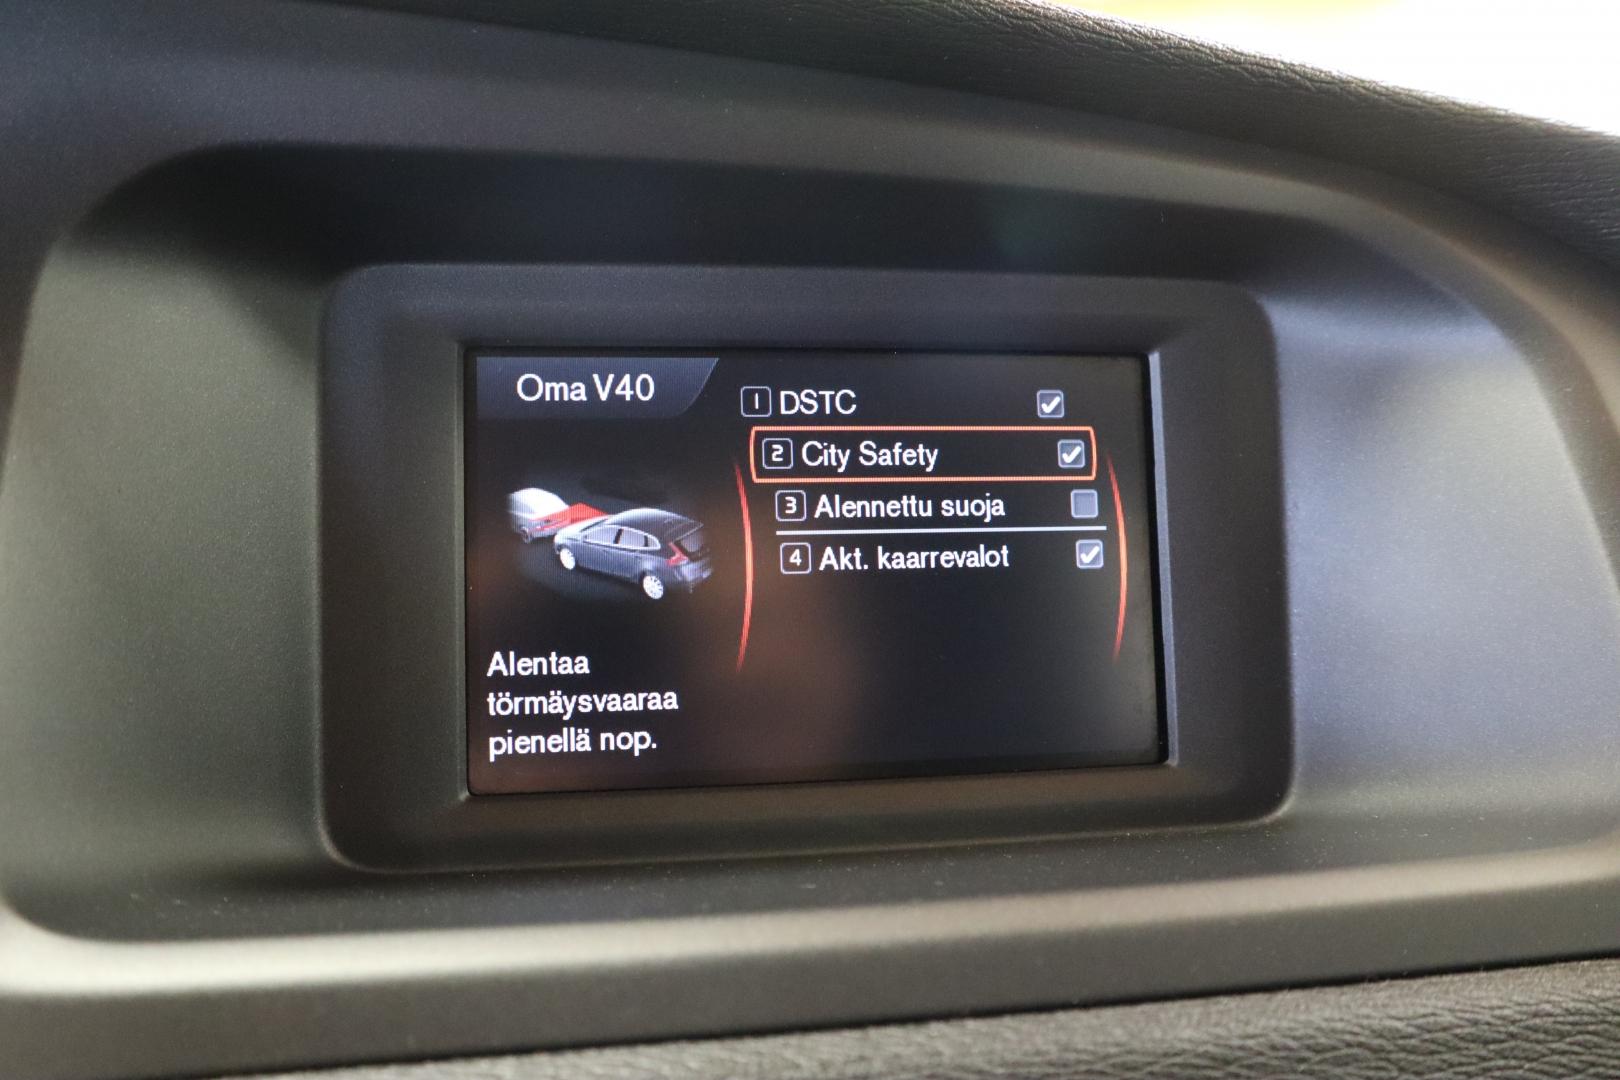 Oma V40
1 DSTC
2 City Safety
3 Alennettu suoja
4 Akt. kaarrevalot
Alentaa
törmäysvaaraa
pienellä nop.